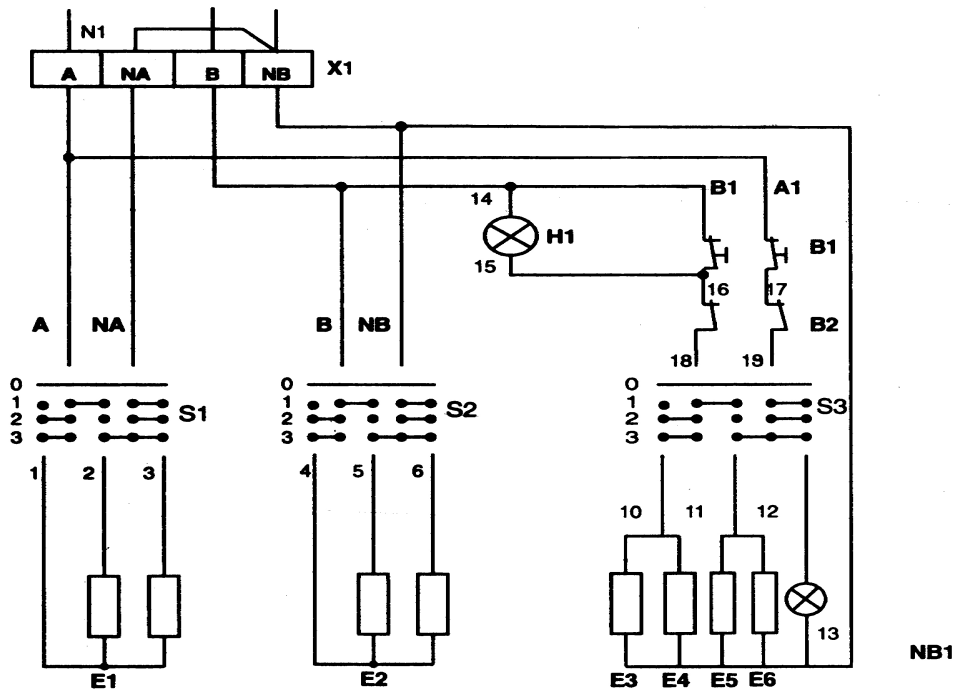 N1
A NA B NB X1
14 B1 A1
H1 B1
15 16 17
A NA B NB B2
18 19
0 0 0
1 1 1
S1 S2 S3
2 2 2
3 3 3
1 2 3 4 5 6
10 11 12
13
NB1
E1 E2 E3 E4 E5 E6